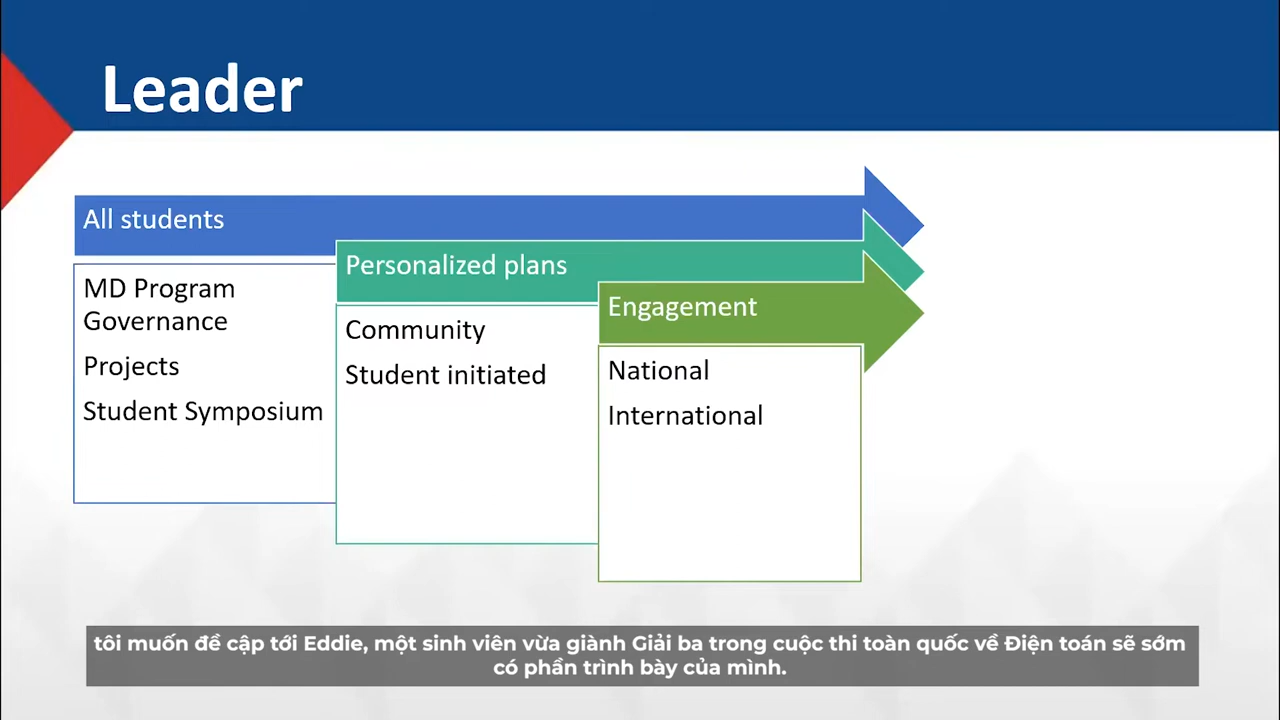 Leader
All students
MD Program
Governance
Projects
Student Symposium
Personalized plans
Community
Student initiated
Engagement
National
International
tôi muốn đề cập tới Eddie, một sinh viên vừa giành Giải ba trong cuộc thi toàn quốc về Điện toán sẽ sớm
có phần trình bày của mình.